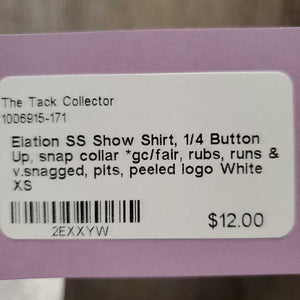 The Tack Collector
1006915-171
Elation SS Show Shirt, 1/4 Button
Up, snap collar *gc/fair, rubs, runs &
v.snagged, pits, peeled logo White
XS
2EXXYW
$12.00